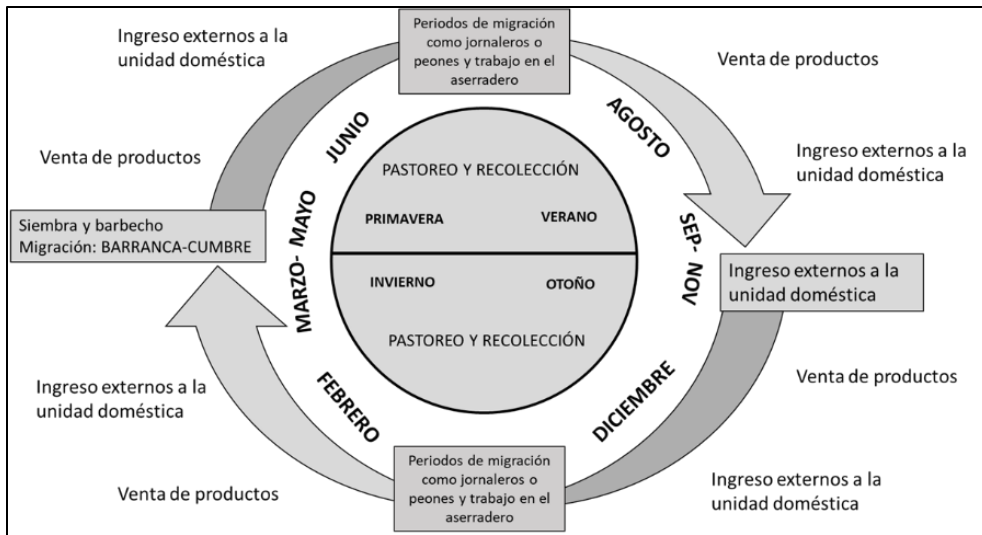 Periodos de migración
como jornaleros o
peones y trabajo en el
aserradero
Ingreso externos a la
unidad doméstica
Venta de productos
Venta de productos
Ingreso externos a la
unidad doméstica
JUNIO
AGOSTO
MARZO- MAYO
SEP- NOV
FEBRERO
DICIEMBRE
PASTOREO Y RECOLECCIÓN
PRIMAVERA
VERANO
INVIERNO
OTOÑO
PASTOREO Y RECOLECCIÓN
Siembra y barbecho
Migración: BARRANCA-CUMBRE
Ingreso externos a la
unidad doméstica
Ingreso externos a la
unidad doméstica
Venta de productos
Venta de productos
Ingreso externos a la
unidad doméstica
Periodos de migración
como jornaleros o
peones y trabajo en el
aserradero